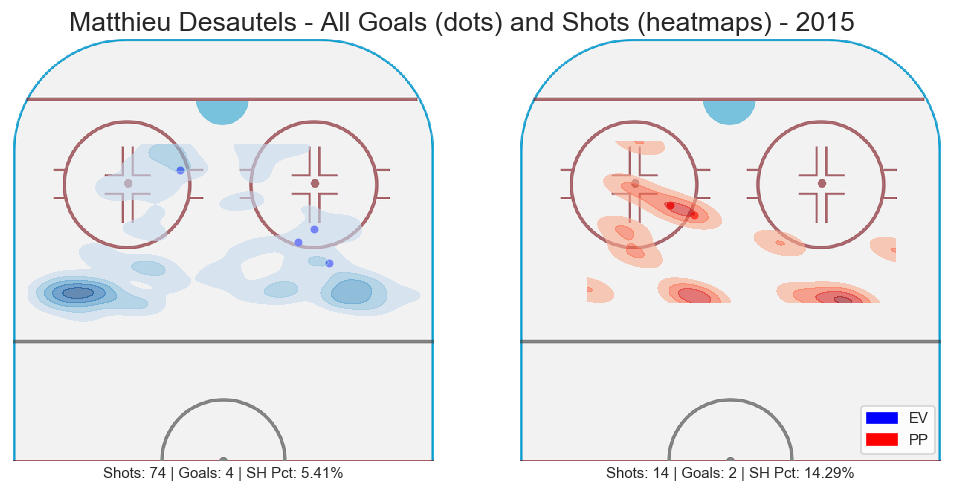 Matthieu Desautels - All Goals (dots) and Shots (heatmaps) - 2015
EV
PP
Shots: 74 | Goals: 4 | SH Pct: 5.41%
Shots: 14 | Goals: 2 | SH Pct: 14.29%